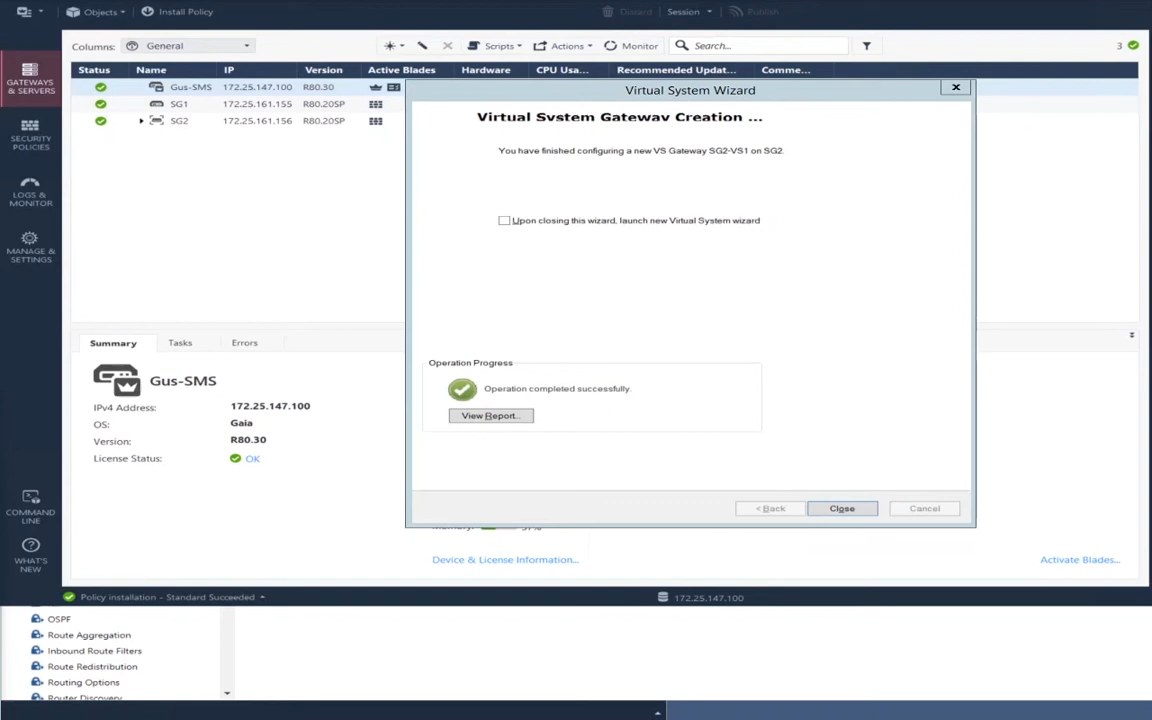 Objects
Install Policy
Discard
Session
Publish
Columns:
General
Scripts
Actions
Monitor
Search...
3
Status
Name
IP
Version
Active Blades
Hardware
CPU Usa...
Recommended Updat...
Comme...
Gus-SMS
172.25.147.100
R80.30
SG1
172.25.161.155
R80.20SP
SG2
172.25.161.156
R80.20SP
GATEWAYS
& SERVERS
SECURITY
POLICIES
LOGS &
MONITOR
MANAGE &
SETTINGS
COMMAND
LINE
WHAT'S
NEW
Virtual System Wizard
Virtual System Gateway Creation ...
You have finished configuring a new VS Gateway SG2-VS1 on SG2.
Upon closing this wizard, launch new Virtual System wizard
Operation Progress
Operation completed successfully.
View Report...
< Back
Close
Cancel
Summary
Tasks
Errors
Gus-SMS
IPv4 Address:
172.25.147.100
OS:
Gaia
Version:
R80.30
License Status:
OK
Device & License Information...
Activate Blades...
Policy installation - Standard Succeeded
172.25.147.100
OSPF
Route Aggregation
Inbound Route Filters
Route Redistribution
Routing Options
Router Discovery